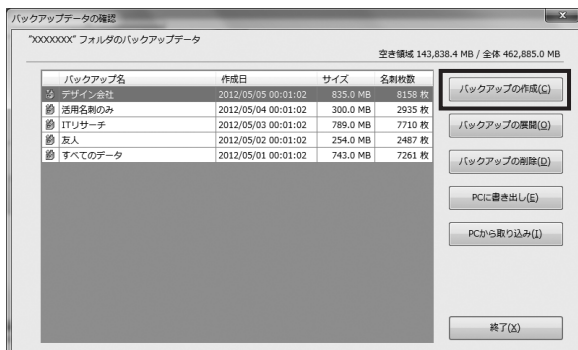 バックアップデータの確認
"XXXXXXX" フォルダのバックアップデータ
空き領域 143,838.4 MB / 全体 462,885.0 MB
バックアップ名 作成日 サイズ 名刺枚数
デザイン会社 2012/05/05 00:01:02 835.0 MB 8158 枚
活用名刺のみ 2012/05/04 00:01:02 300.0 MB 2935 枚
ITリサーチ 2012/05/03 00:01:02 789.0 MB 7710 枚
友人 2012/05/02 00:01:02 254.0 MB 2487 枚
すべてのデータ 2012/05/01 00:01:02 743.0 MB 7261 枚
バックアップの作成(C)
バックアップの展開(O)
バックアップの削除(D)
PCに書き出し(E)
PCから取り込み(I)
終了(X)